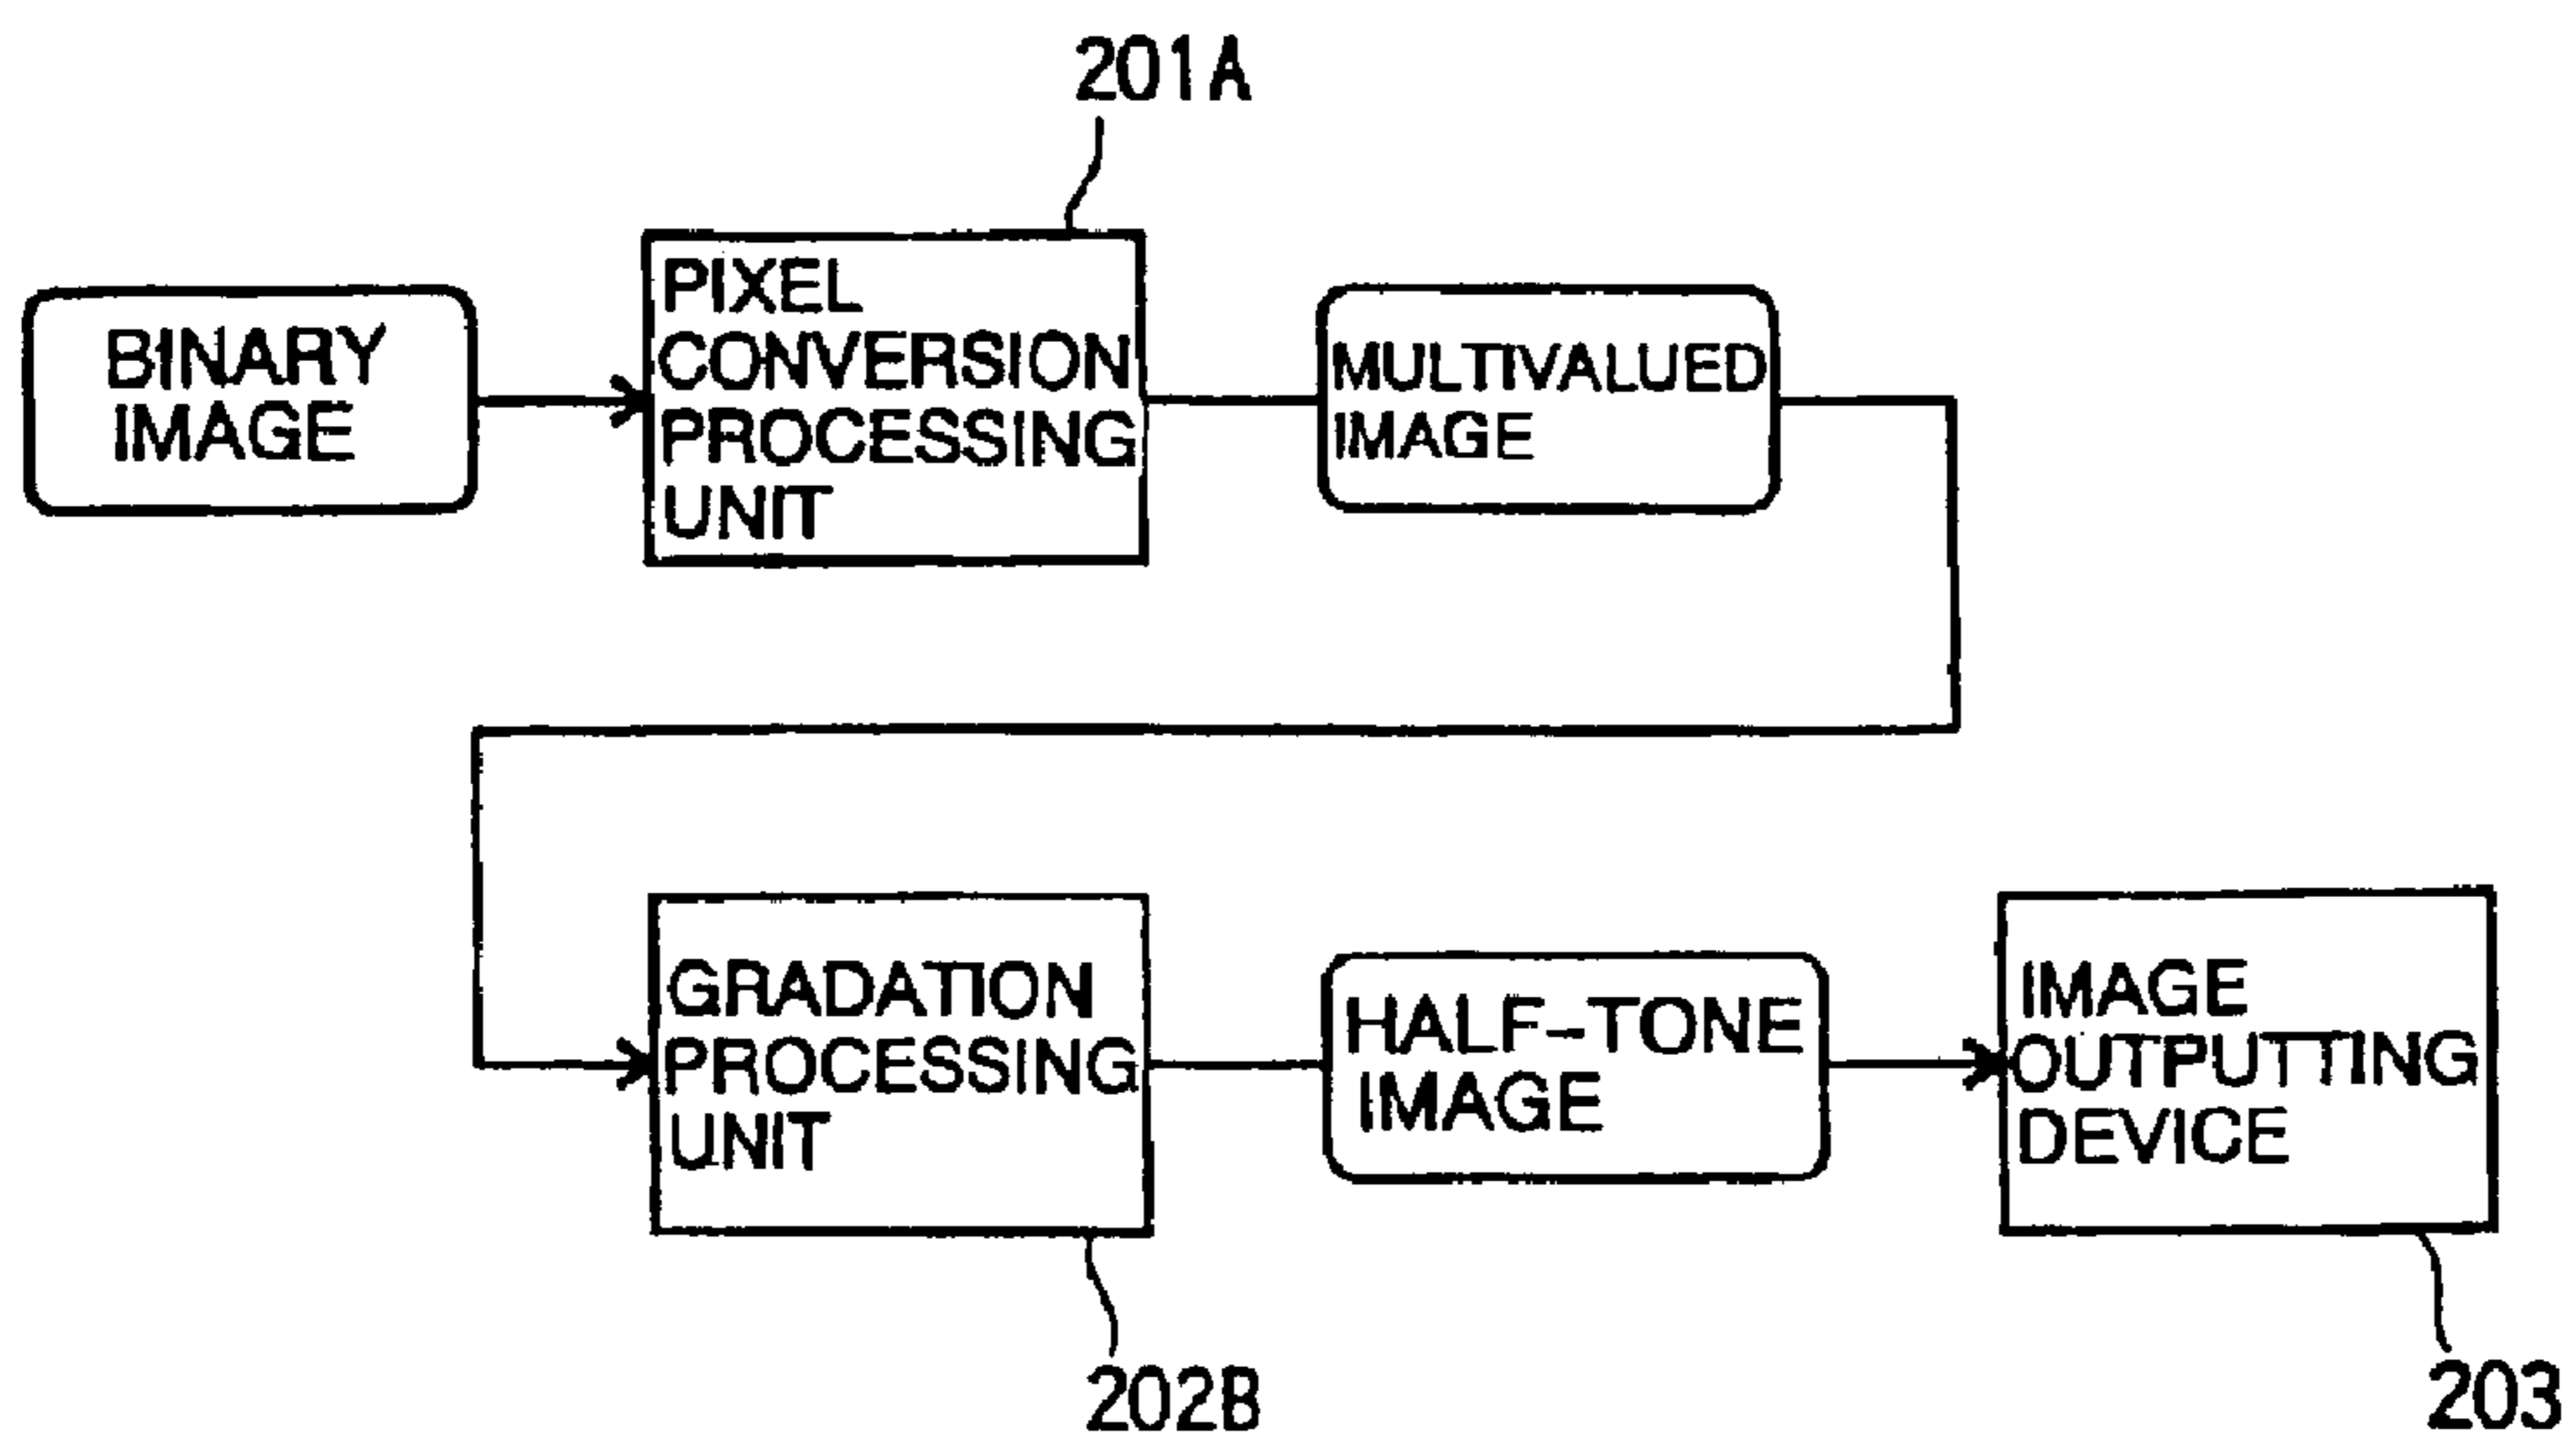 201A
BINARY
IMAGE
PIXEL
CONVERSION
PROCESSING
UNIT
MULTIVALUED
IMAGE
GRADATION
PROCESSING
UNIT
HALF-TONE
IMAGE
IMAGE
OUTPUTTING
DEVICE
202B
203